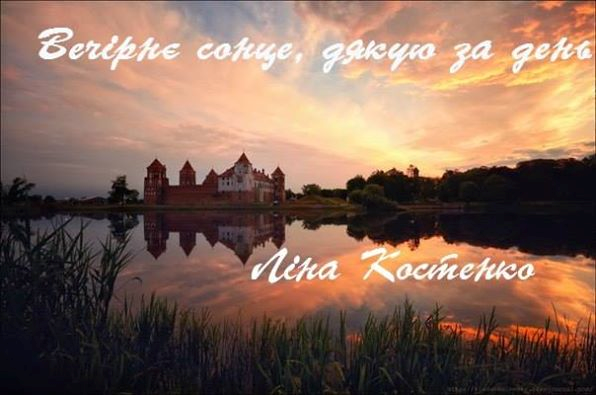 Вечірнє сонце, дякую за день
Ліна Костенко